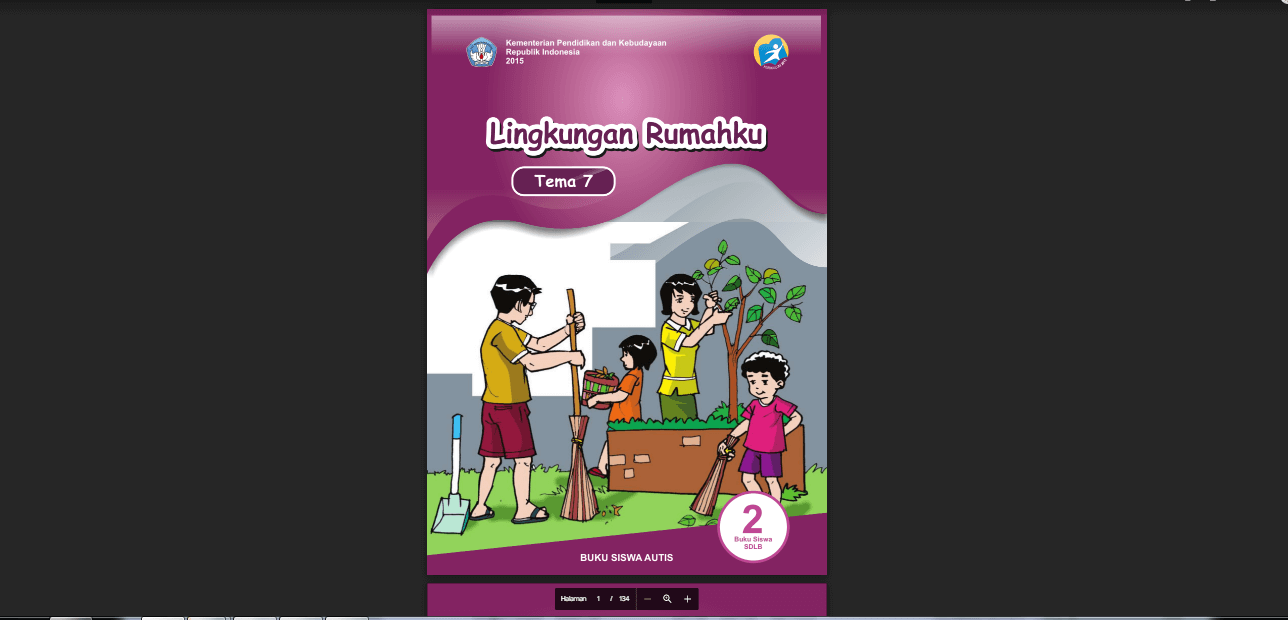 Kementerian Pendidikan dan Kebudayaan
Republik Indonesia
2015
Lingkungan Rumahku
Tema 7
2
Buku Siswa
SDLB
BUKU SISWA AUTIS
Halaman 1 / 134